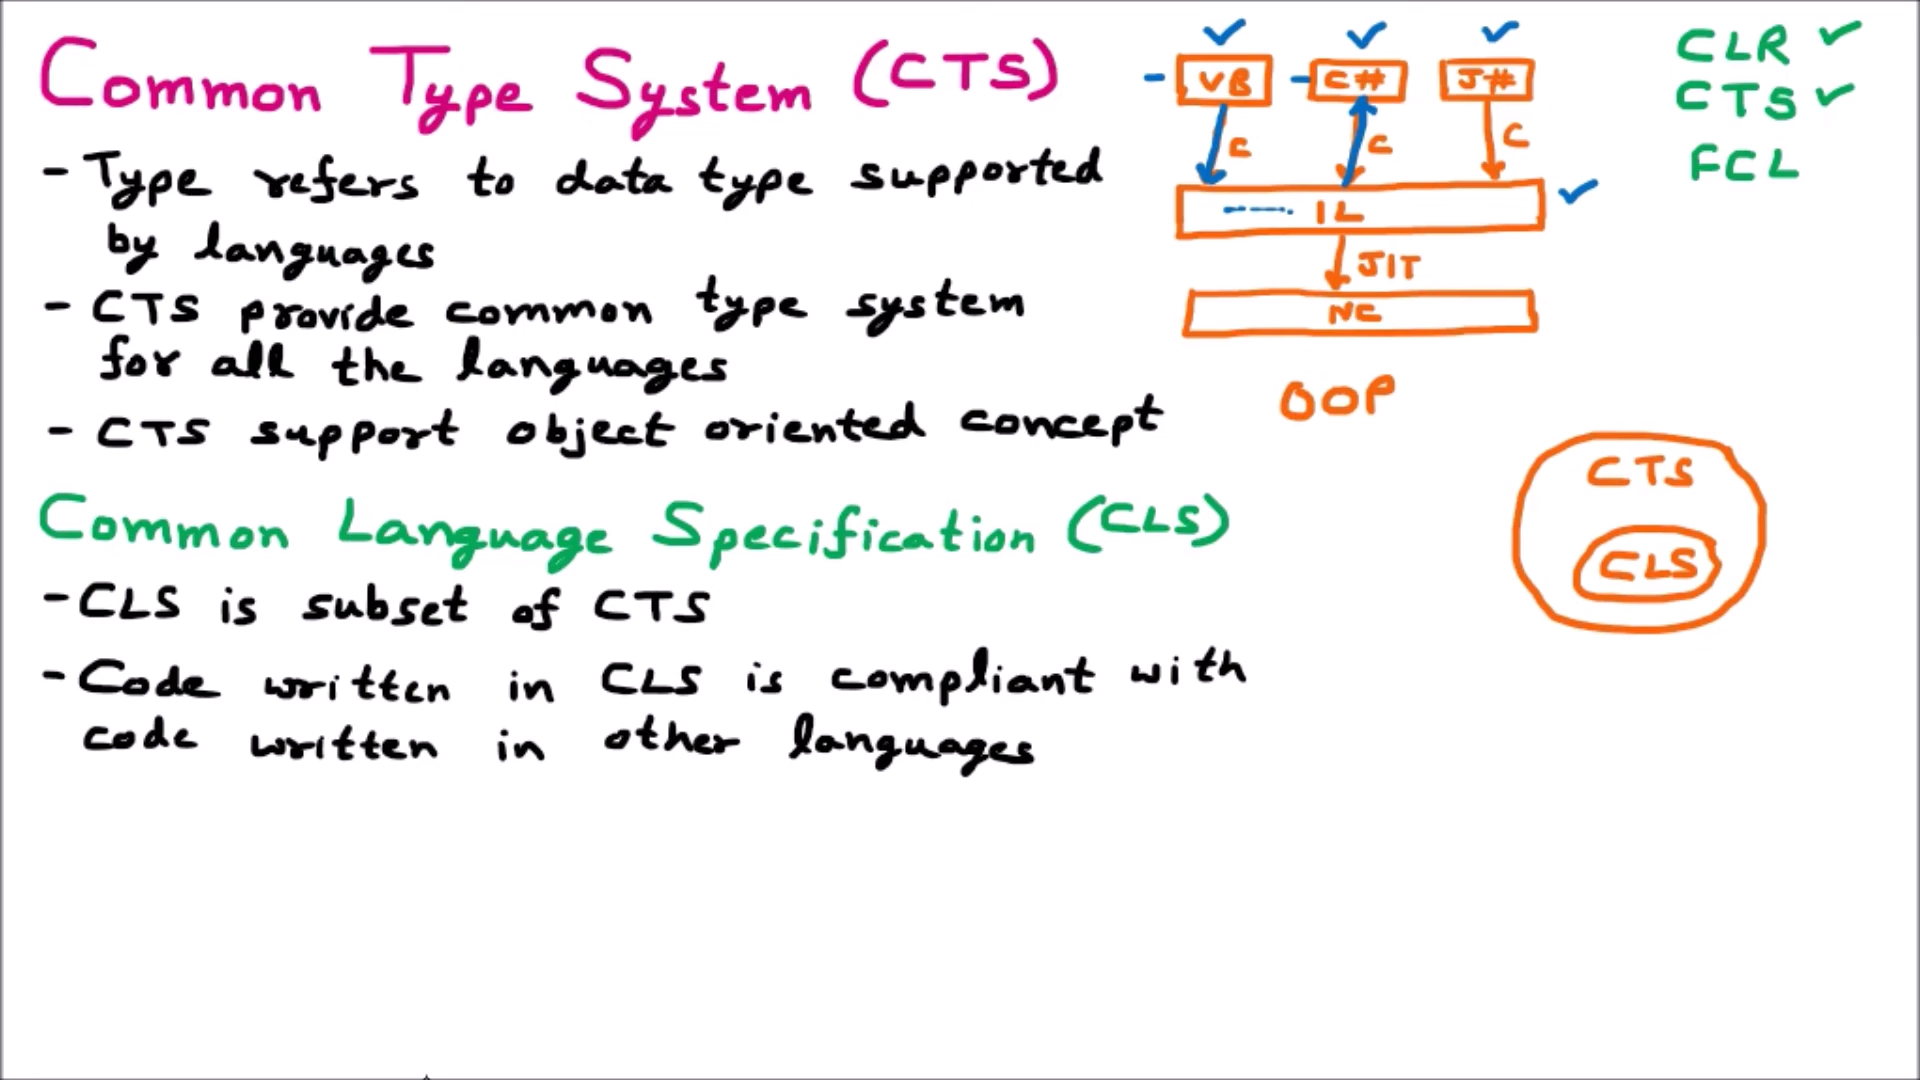 Common Type System (CTS)
- Type refers to data type supported
by languages
- CTS provide common type system
for all the languages
- CTS support object oriented concept
Common Language Specification (CLS)
- CLS is subset of CTS
- Code written in CLS is compliant with
code written in other languages
VB C# J#
C C C
IL
JIT
NC
OOP
CLR
CTS
FCL
CTS
CLS